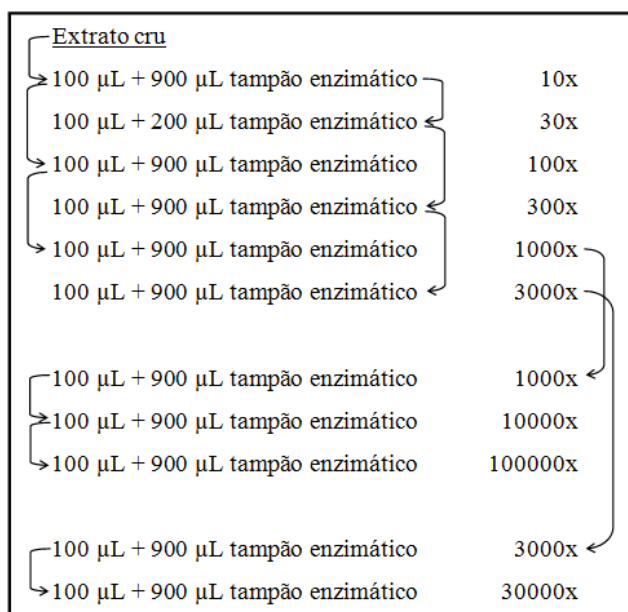 Extrato cru
100 µL + 900 µL tampão enzimático 10x
100 µL + 200 µL tampão enzimático 30x
100 µL + 900 µL tampão enzimático 100x
100 µL + 900 µL tampão enzimático 300x
100 µL + 900 µL tampão enzimático 1000x
100 µL + 900 µL tampão enzimático 3000x
100 µL + 900 µL tampão enzimático 1000x
100 µL + 900 µL tampão enzimático 10000x
100 µL + 900 µL tampão enzimático 100000x
100 µL + 900 µL tampão enzimático 3000x
100 µL + 900 µL tampão enzimático 30000x